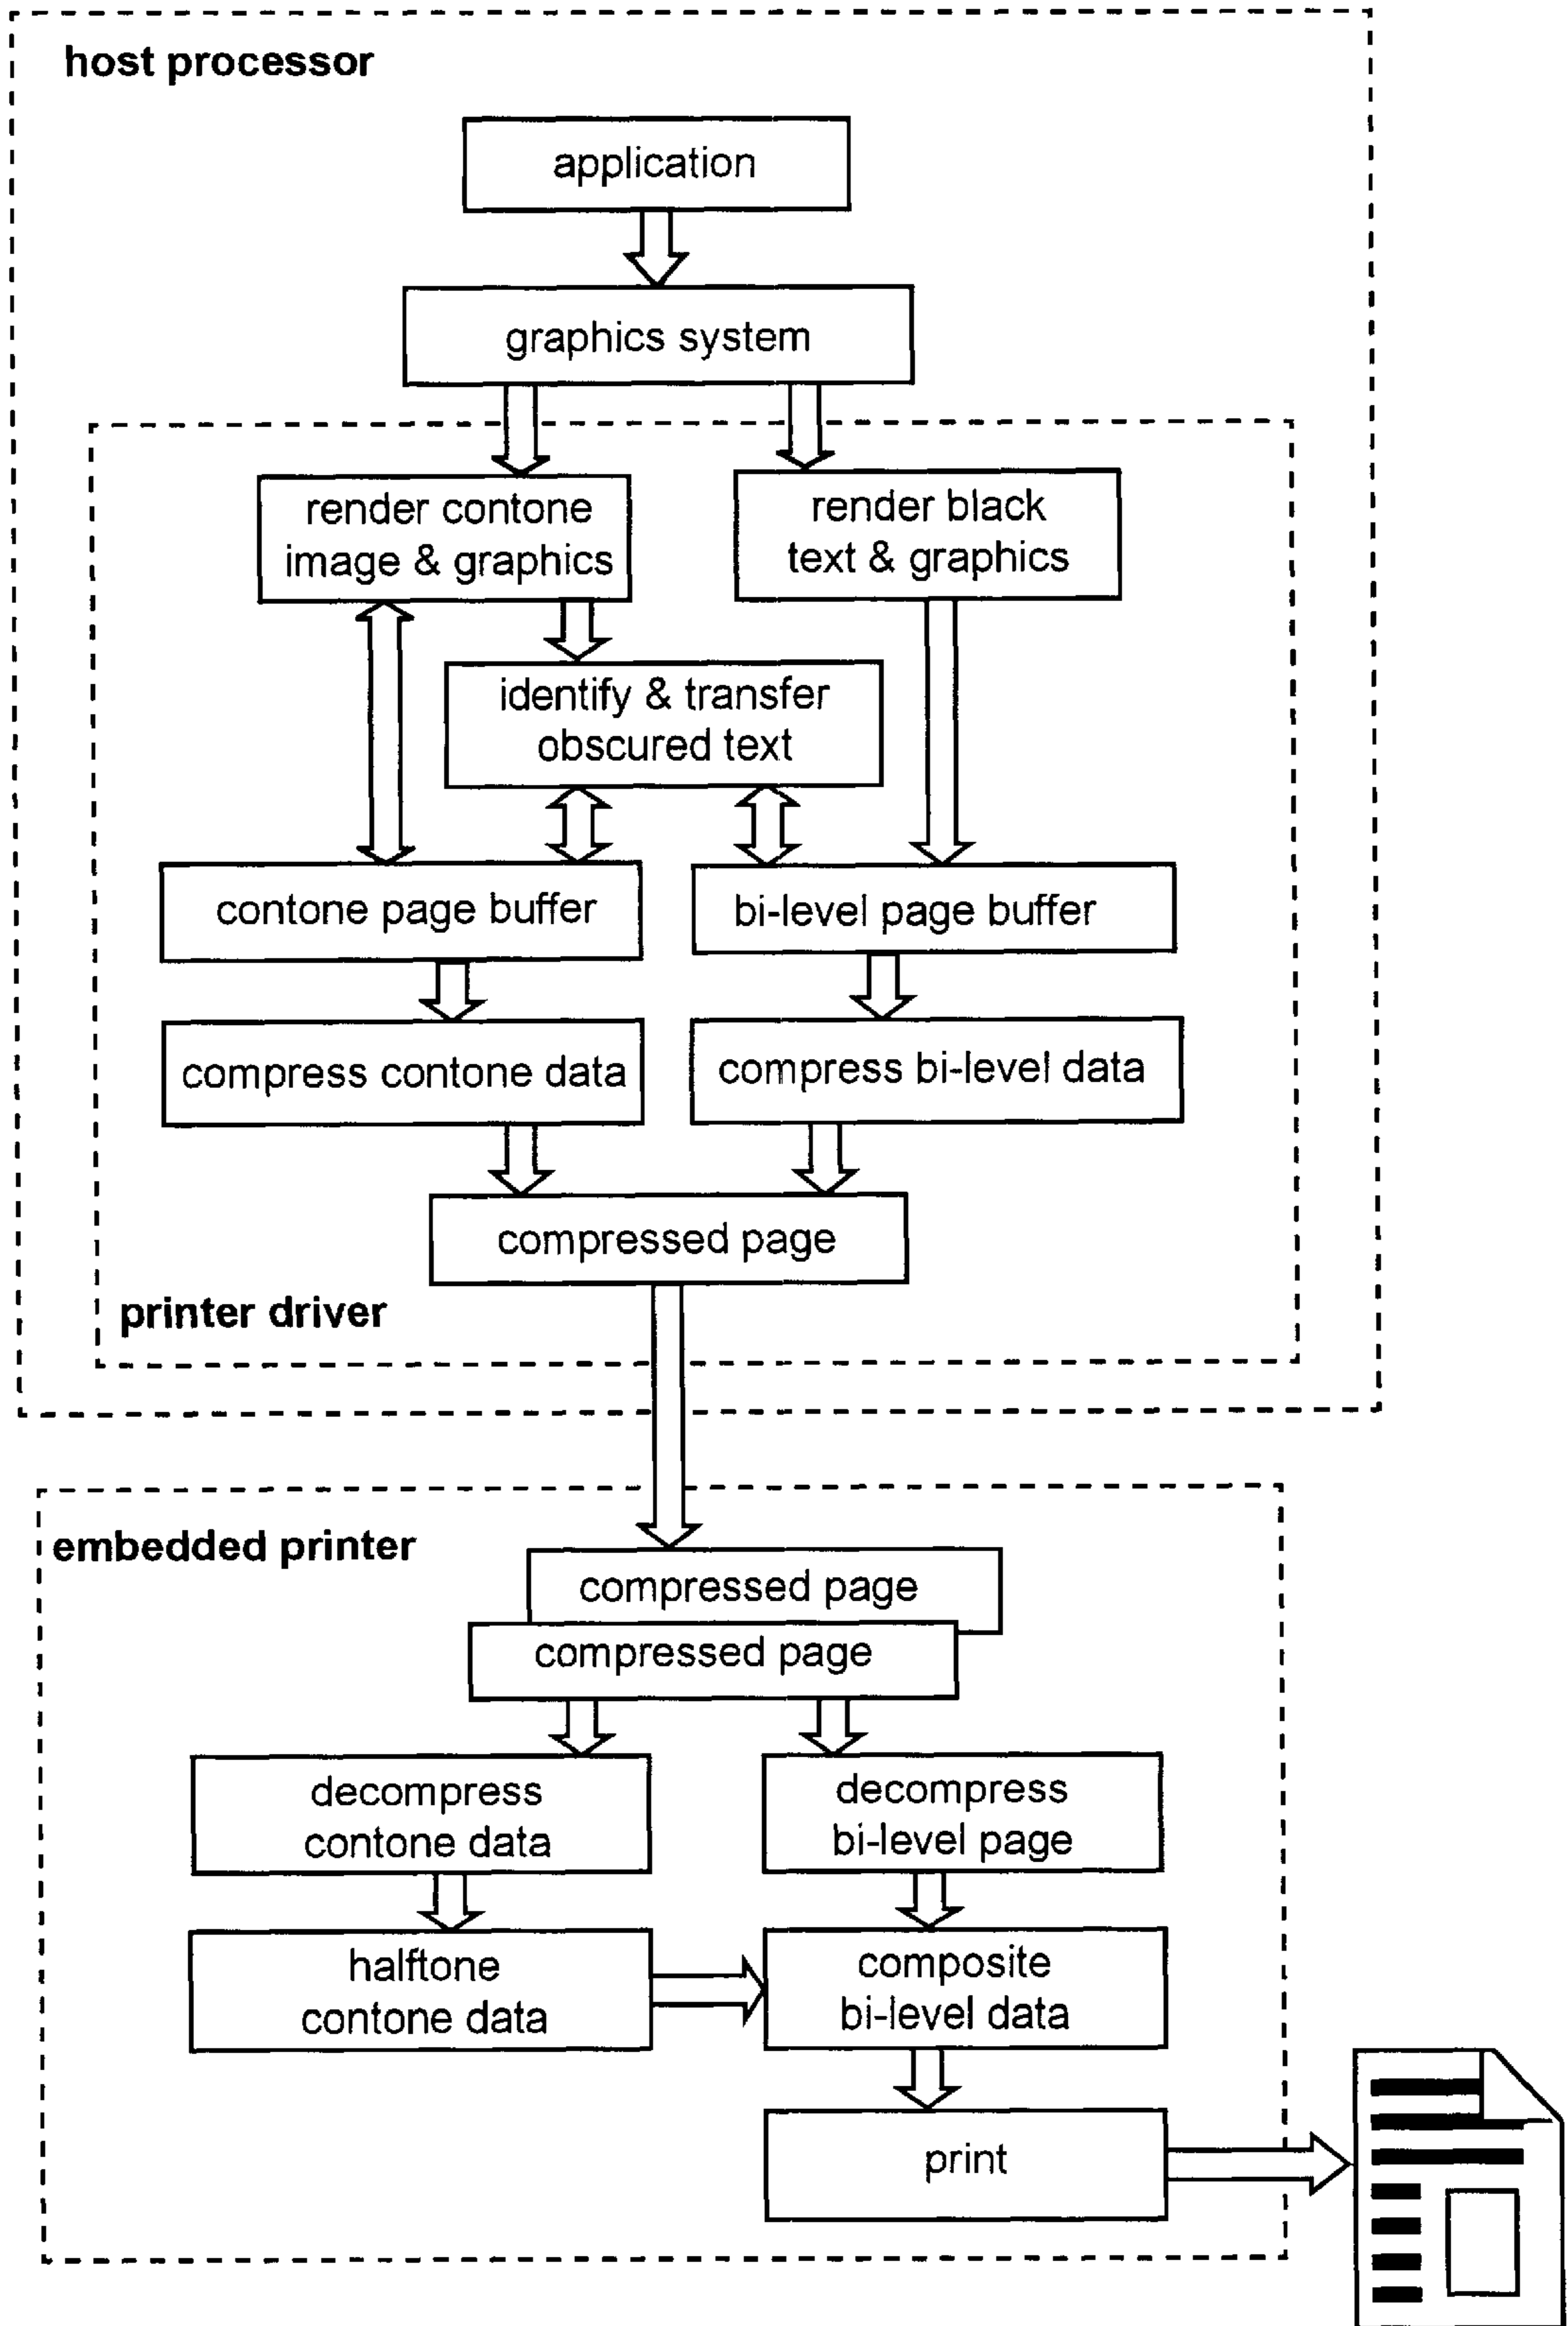 host processor
application
graphics system
render contone
image & graphics
render black
text & graphics
identify & transfer
obscured text
contone page buffer
bi-level page buffer
compress contone data
compress bi-level data
compressed page
printer driver
embedded printer
compressed page
compressed page
decompress
contone data
decompress
bi-level page
halftone
contone data
composite
bi-level data
print